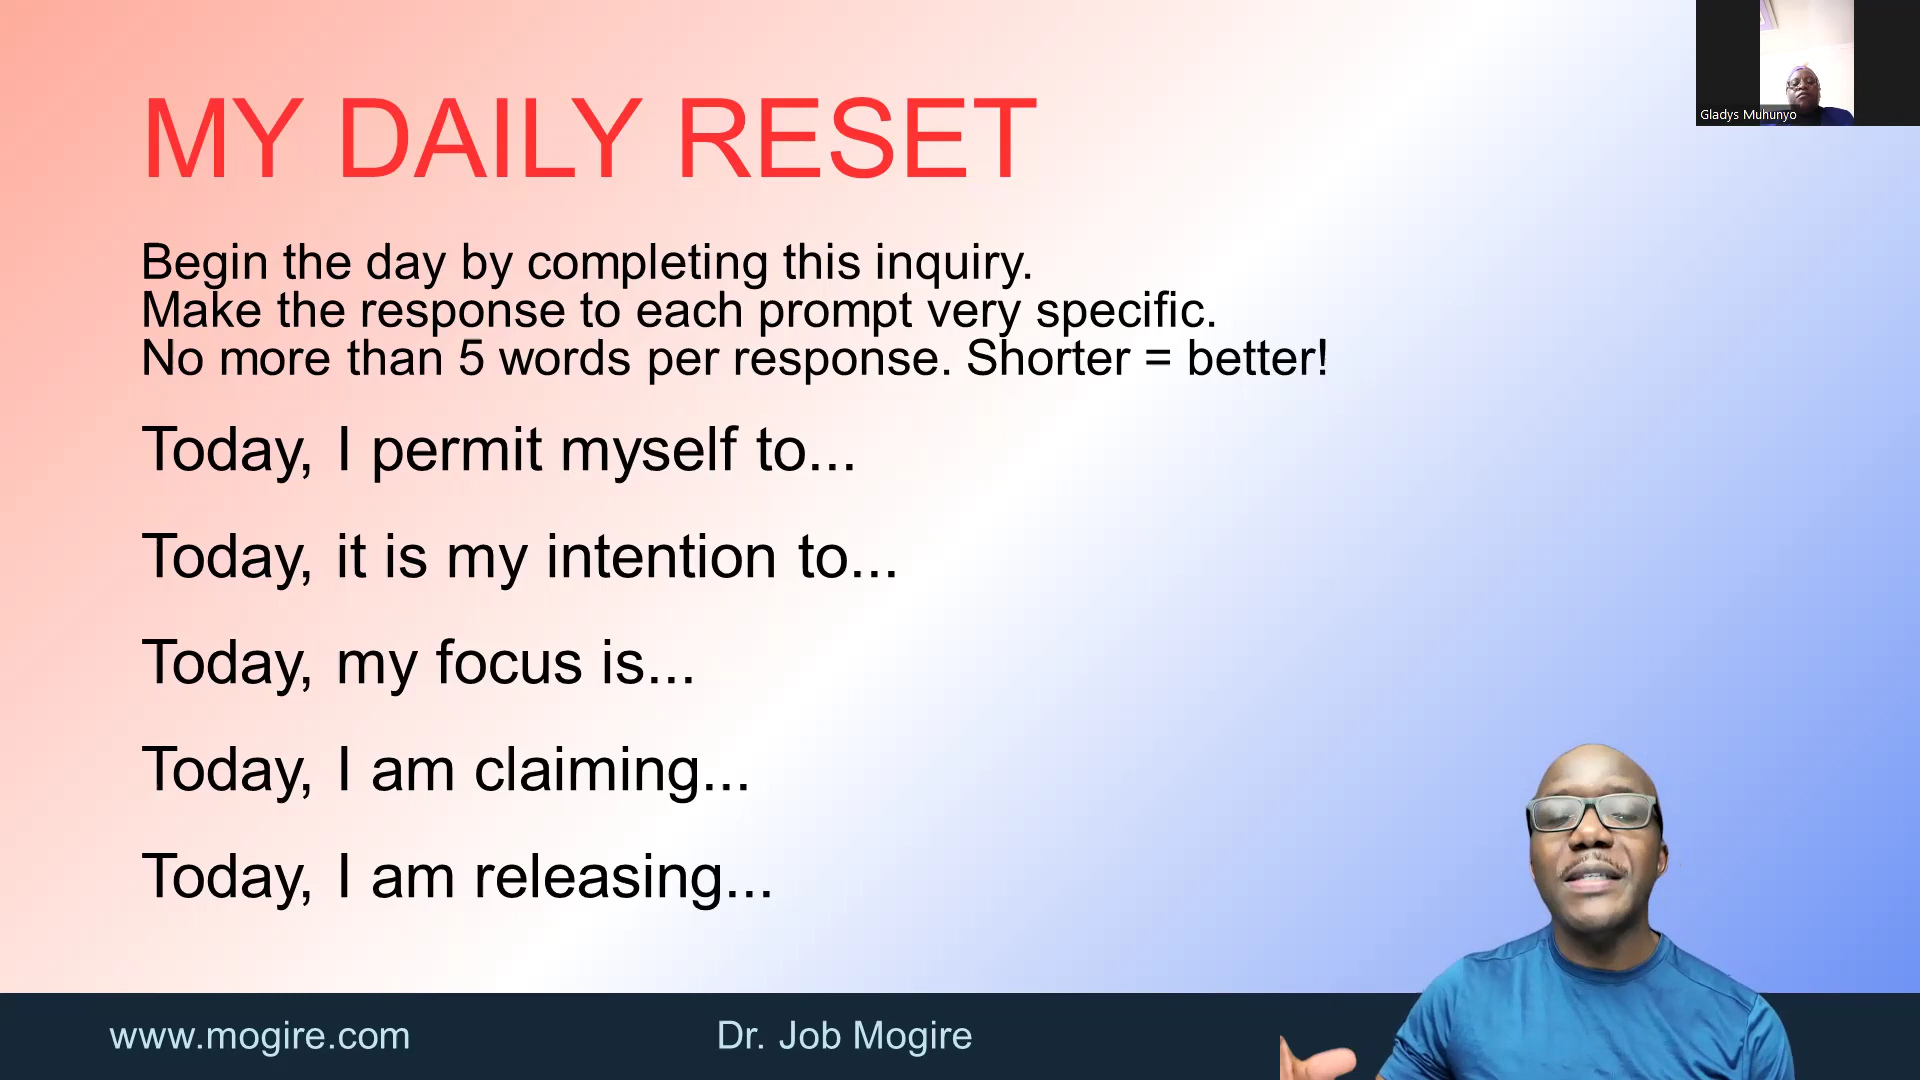 MY DAILY RESET
Begin the day by completing this inquiry.
Make the response to each prompt very specific.
No more than 5 words per response. Shorter = better!
Today, I permit myself to...
Today, it is my intention to...
Today, my focus is...
Today, I am claiming...
Today, I am releasing...
www.mogire.com
Dr. Job Mogire
Gladys Muhunyo